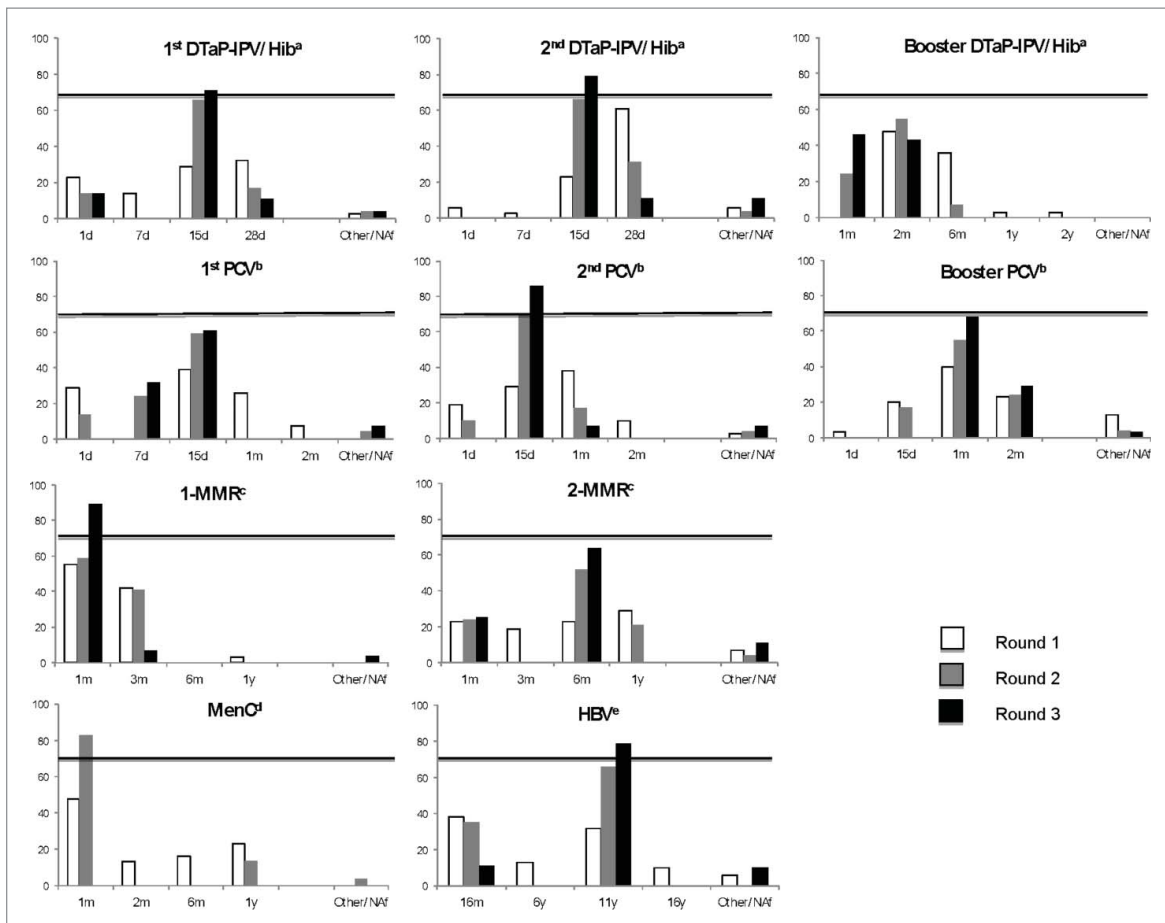 1st DTaP-IPV/ Hiba
100
80
60
40
20
0
1d 7d 15d 28d Other/NAf
2nd DTaP-IPV/ Hiba
100
80
60
40
20
0
1d 7d 15d 28d Other/NAf
Booster DTaP-IPV/ Hiba
100
80
60
40
20
0
1m 2m 6m 1y 2y Other/NAf
1st PCVb
100
80
60
40
20
0
1d 7d 15d 1m 2m Other/NAf
2nd PCVb
100
80
60
40
20
0
1d 15d 1m 2m Other/NAf
Booster PCVb
100
80
60
40
20
0
1d 15d 1m 2m Other/NAf
1-MMRc
100
80
60
40
20
0
1m 3m 6m 1y Other/NAf
2-MMRc
100
80
60
40
20
0
1m 3m 6m 1y Other/NAf
Round 1
Round 2
Round 3
MenCd
100
80
60
40
20
0
1m 2m 6m 1y Other/NAf
HBVe
100
80
60
40
20
0
16m 6y 11y 16y Other/NAf